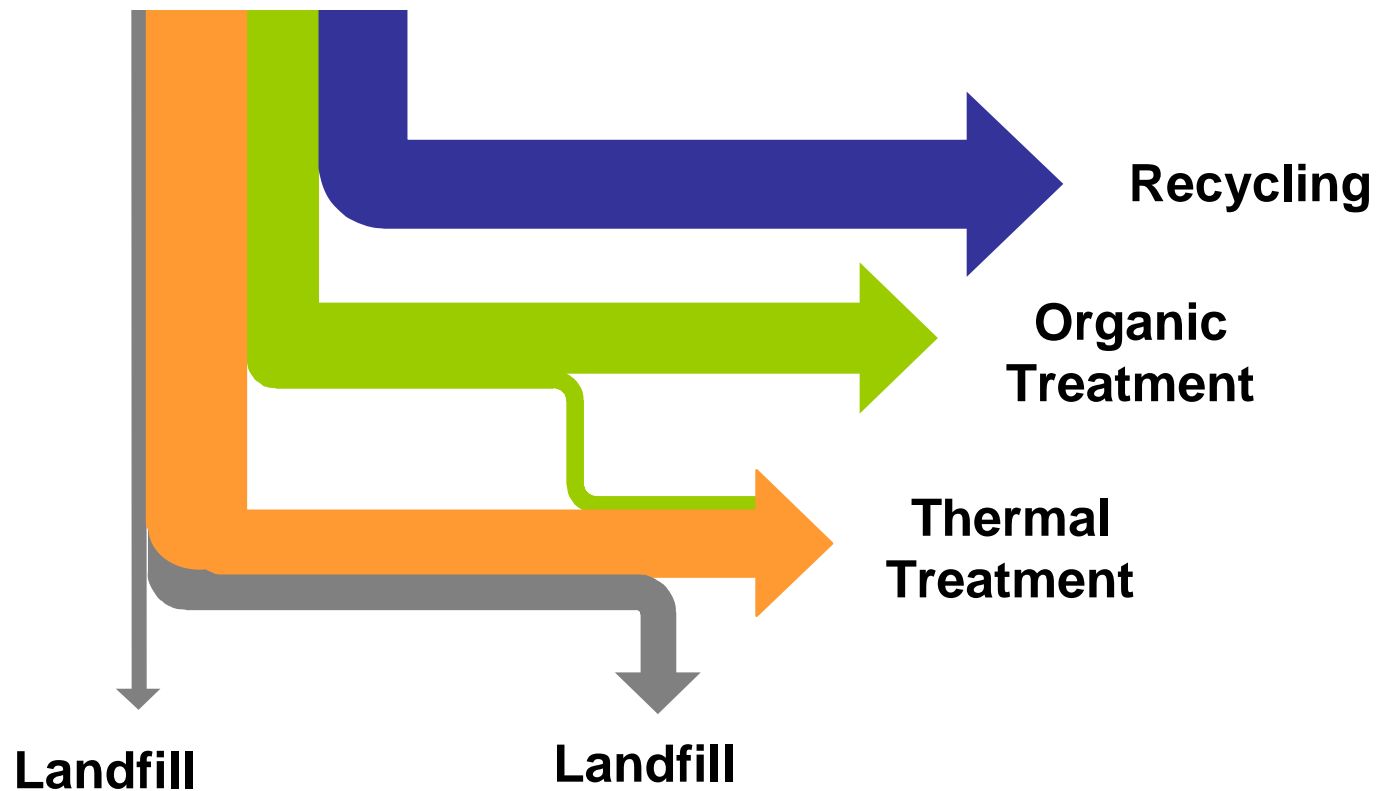 Recycling
Organic
Treatment
Thermal
Treatment
Landfill
Landfill